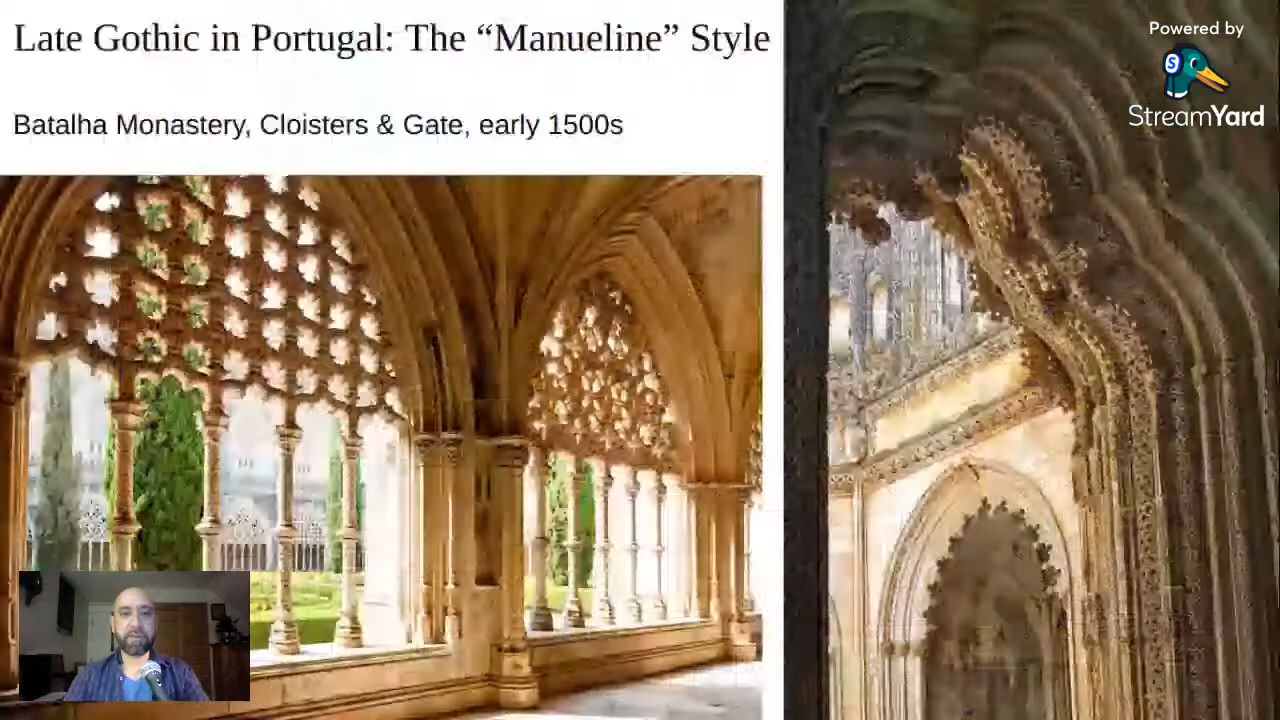 Late Gothic in Portugal: The “Manueline” Style
Batalha Monastery, Cloisters & Gate, early 1500s
Powered by
S
StreamYard